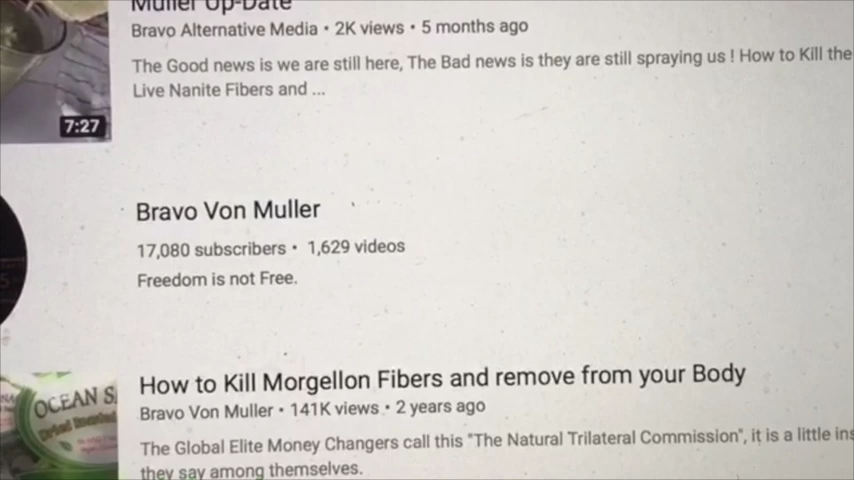 Muller Up-Date
Bravo Alternative Media • 2K views • 5 months ago
The Good news is we are still here, The Bad news is they are still spraying us ! How to Kill the
Live Nanite Fibers and ...
7:27
Bravo Von Muller
17,080 subscribers • 1,629 videos
Freedom is not Free.
How to Kill Morgellon Fibers and remove from your Body
Bravo Von Muller • 141K views • 2 years ago
OCEAN S
The Global Elite Money Changers call this "The Natural Trilateral Commission", it is a little ins
they say among themselves.